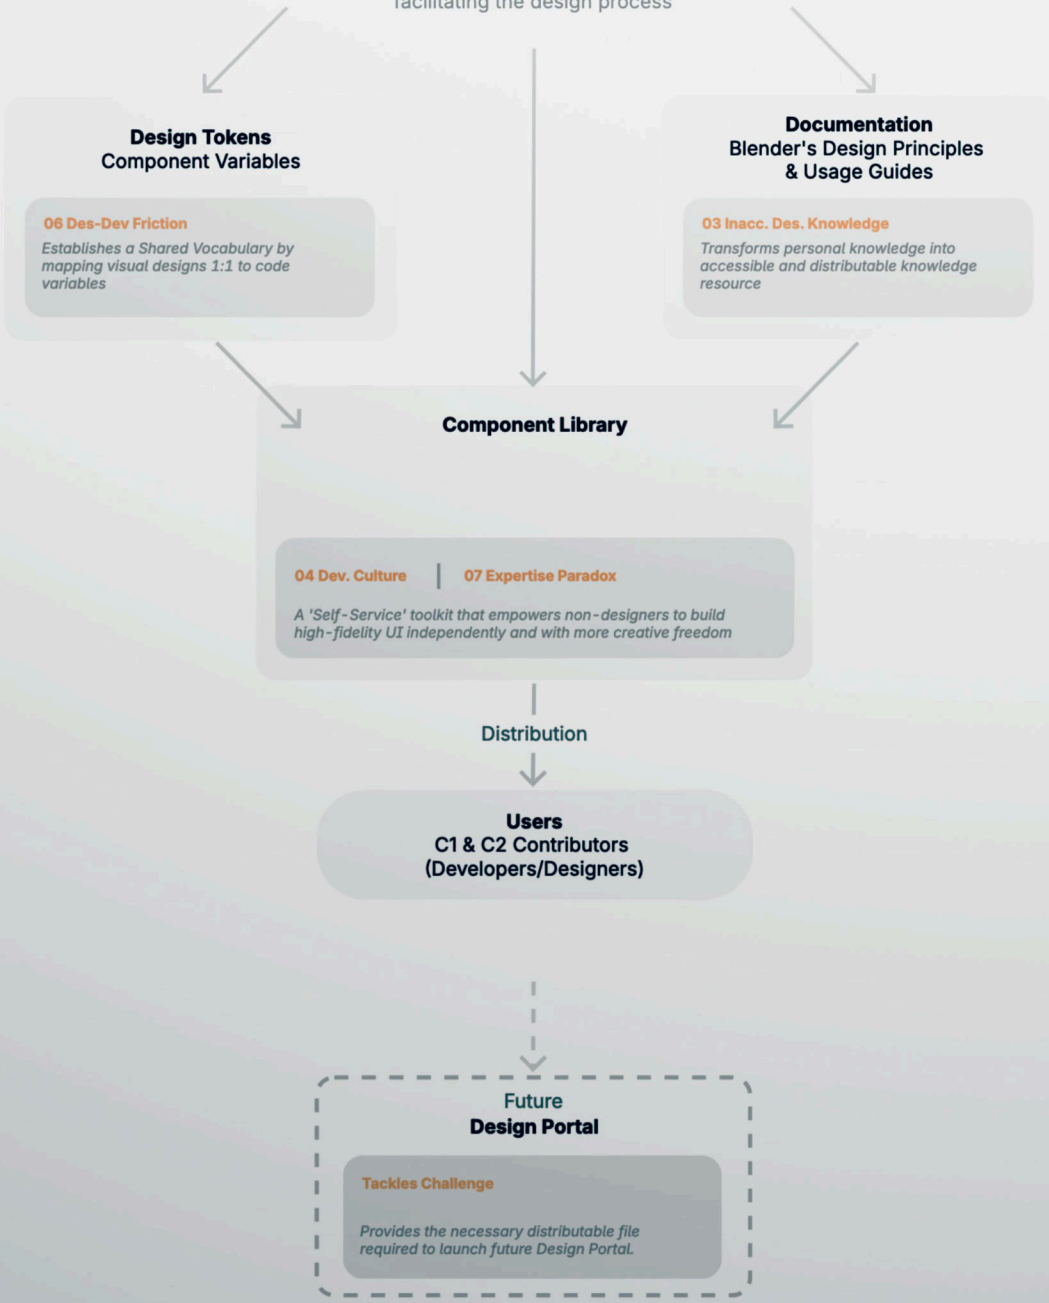 facilitating the design process
Design Tokens
Component Variables
06 Des-Dev Friction
Establishes a Shared Vocabulary by
mapping visual designs 1:1 to code
variables
Documentation
Blender's Design Principles
& Usage Guides
03 Inacc. Des. Knowledge
Transforms personal knowledge into
accessible and distributable knowledge
resource
Component Library
04 Dev. Culture | 07 Expertise Paradox
A 'Self-Service' toolkit that empowers non-designers to build
high-fidelity UI independently and with more creative freedom
Distribution
Users
C1 & C2 Contributors
(Developers/Designers)
Future
Design Portal
Tackles Challenge
Provides the necessary distributable file
required to launch future Design Portal.